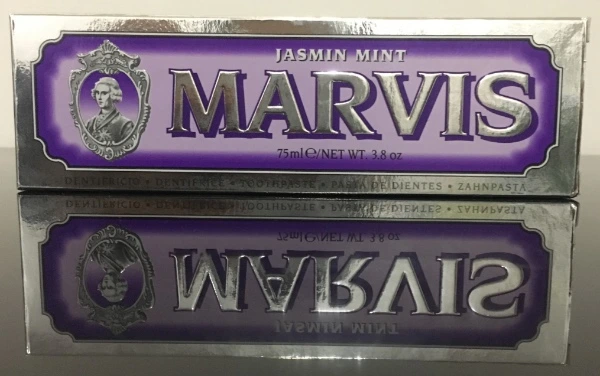 JASMIN MINT
MARVIS
75ml℮/NET WT. 3.8 oz
DENTIFRICIO • DENTIFRICE • TOOTHPASTE • PASTA DE DIENTES • ZAHNPASTA